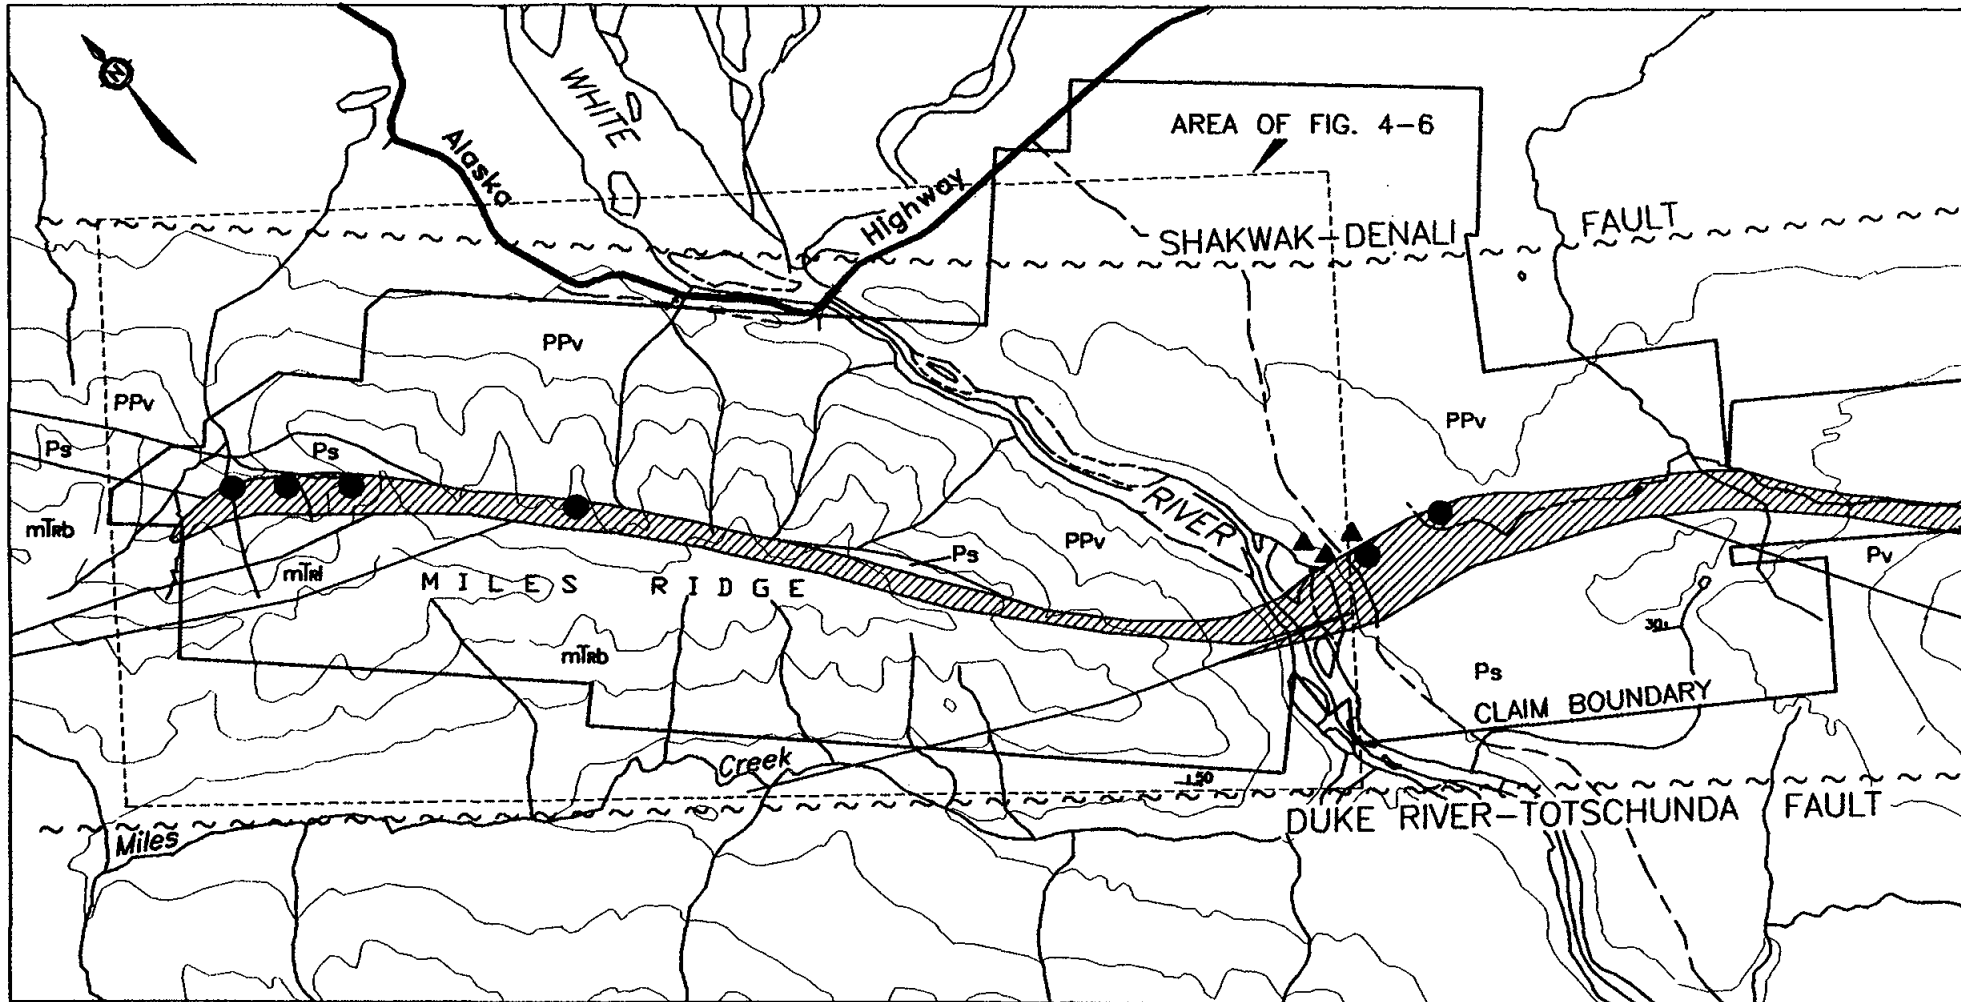 N
WHITE
AREA OF FIG. 4-6
Alaska
Highway
SHAKWAK-DENALI
FAULT
PPv
PPv
PPv
Ps
Ps
RIVER
mTRb
PPv
Ps
Pv
mTRl
MILES RIDGE
30
mTRb
Ps
CLAIM BOUNDARY
Creek
50
DUKE RIVER-TOTSCHUNDA FAULT
Miles